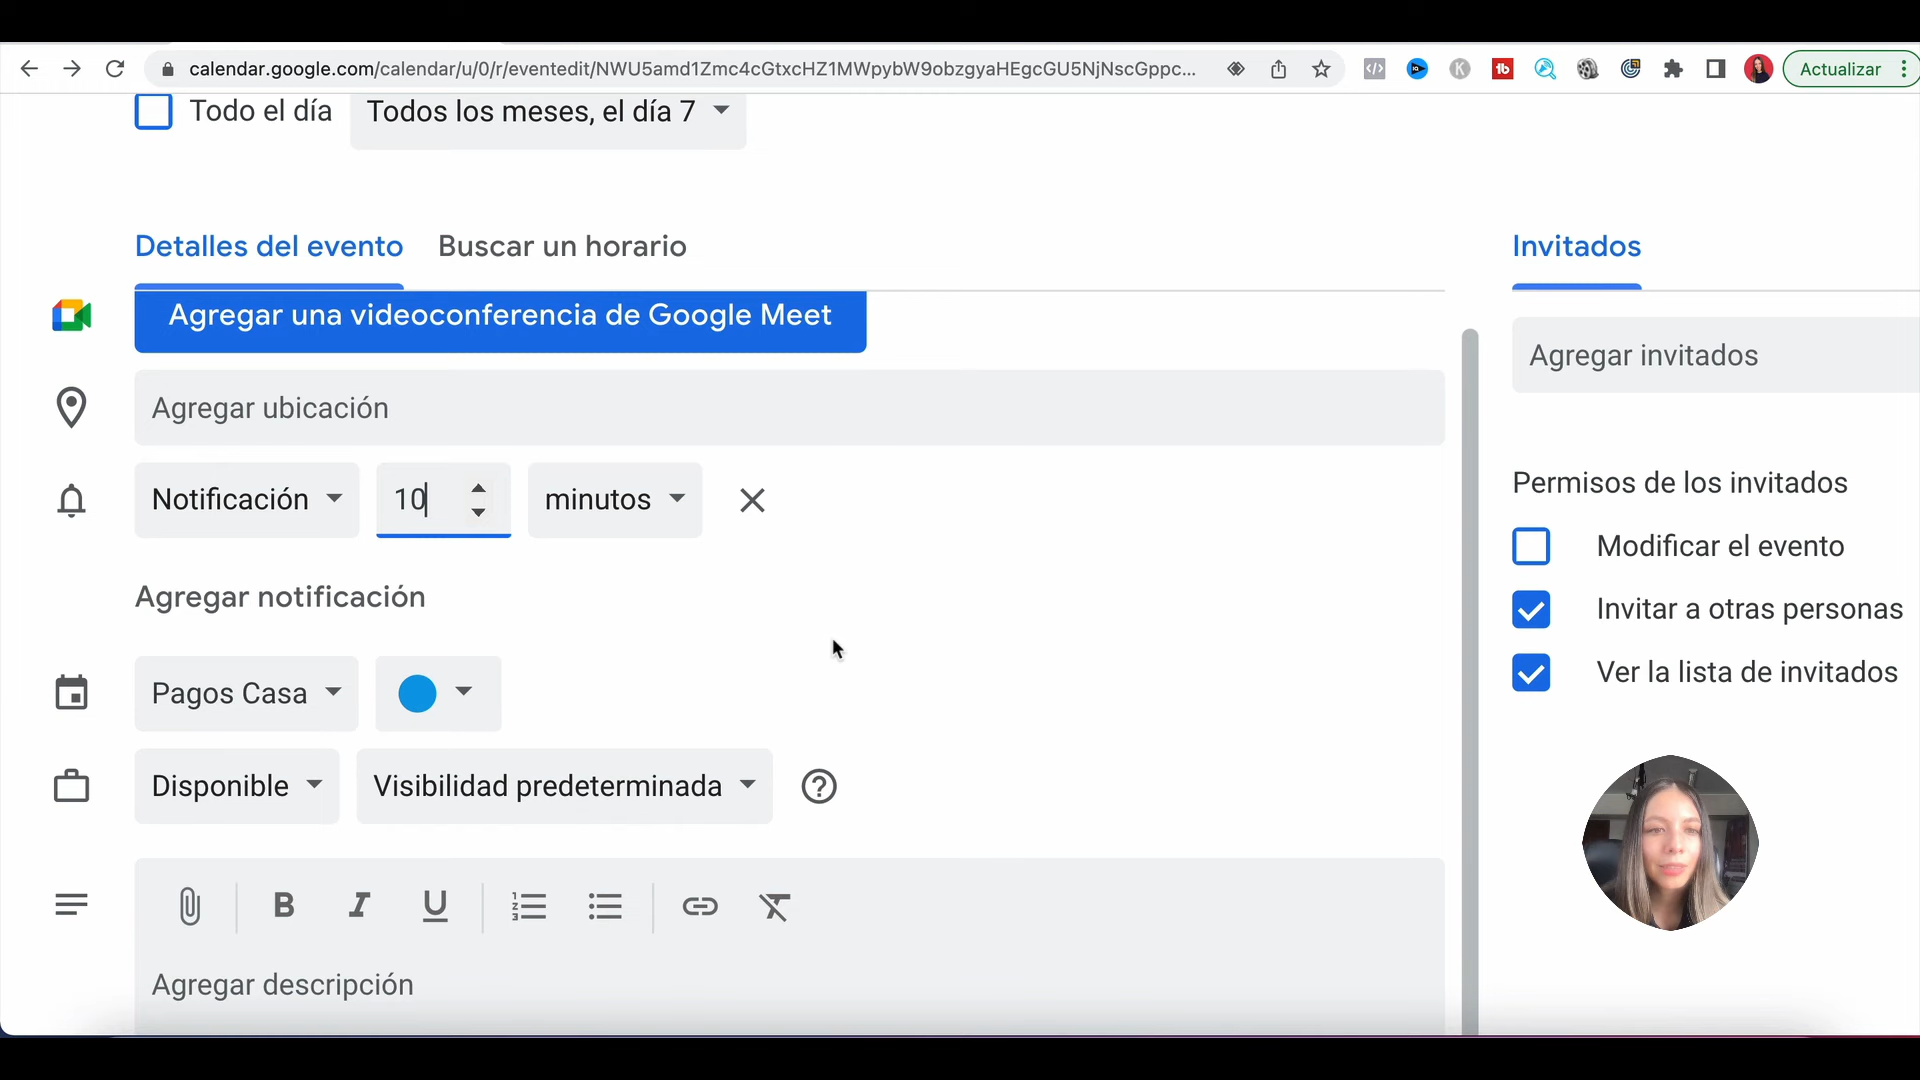 calendar.google.com/calendar/u/0/r/eventedit/NWU5amd1Zmc4cGtxcHZ1MWpybW9obzgyaHEgcGU5NjNscGppc...
Actualizar
Todo el día
Todos los meses, el día 7
Detalles del evento
Buscar un horario
Invitados
Agregar una videoconferencia de Google Meet
Agregar invitados
Agregar ubicación
Permisos de los invitados
Notificación
10
minutos
Modificar el evento
Agregar notificación
Invitar a otras personas
Ver la lista de invitados
Pagos Casa
Disponible
Visibilidad predeterminada
B I U
Agregar descripción